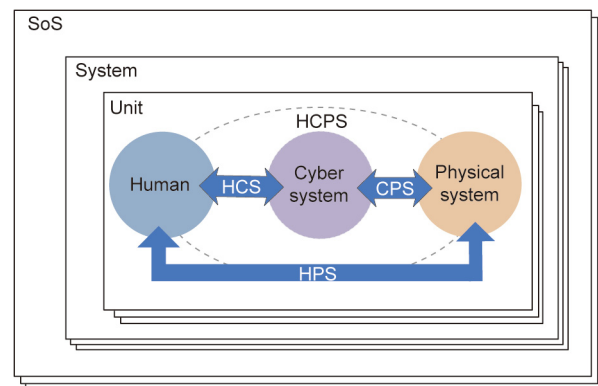 SoS
System
Unit
HCPS
Human
HCS
Cyber
system
CPS
Physical
system
HPS